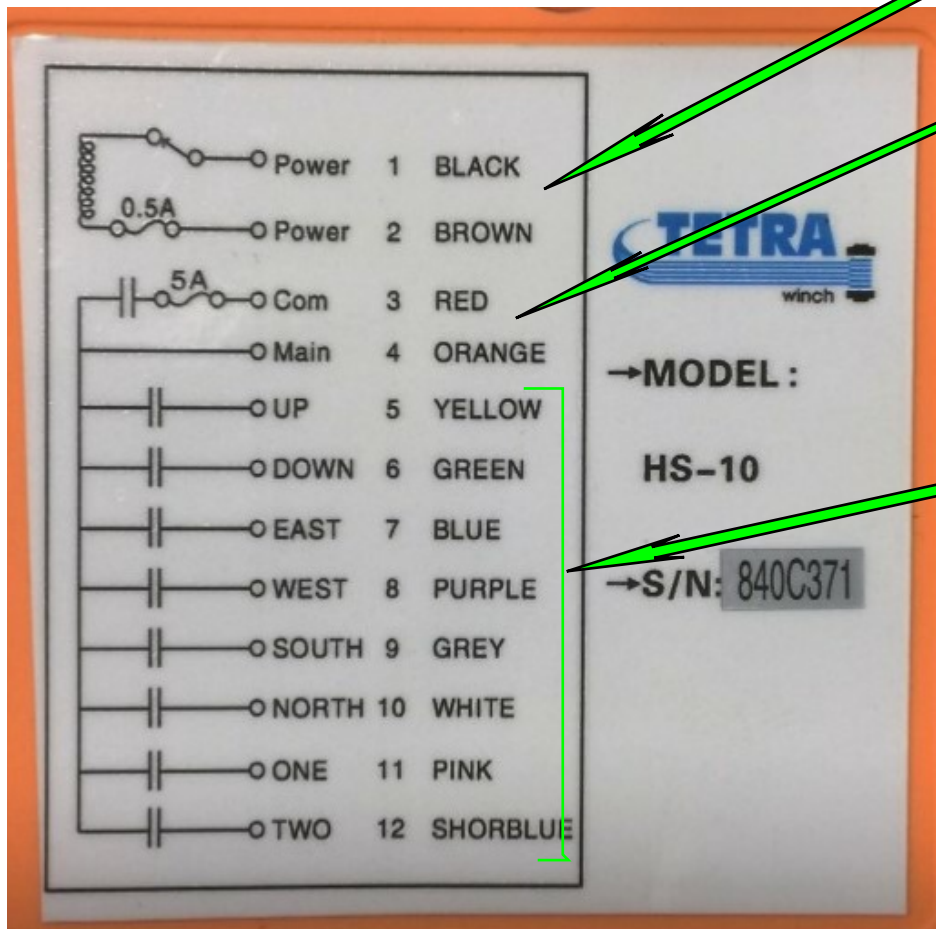 Power 1 BLACK
0.5A
Power 2 BROWN
5A
Com 3 RED
Main 4 ORANGE
UP 5 YELLOW
DOWN 6 GREEN
EAST 7 BLUE
WEST 8 PURPLE
SOUTH 9 GREY
NORTH 10 WHITE
ONE 11 PINK
TWO 12 SHORBLUE
TETRA
winch
→MODEL:
HS-10
→S/N: 840C371